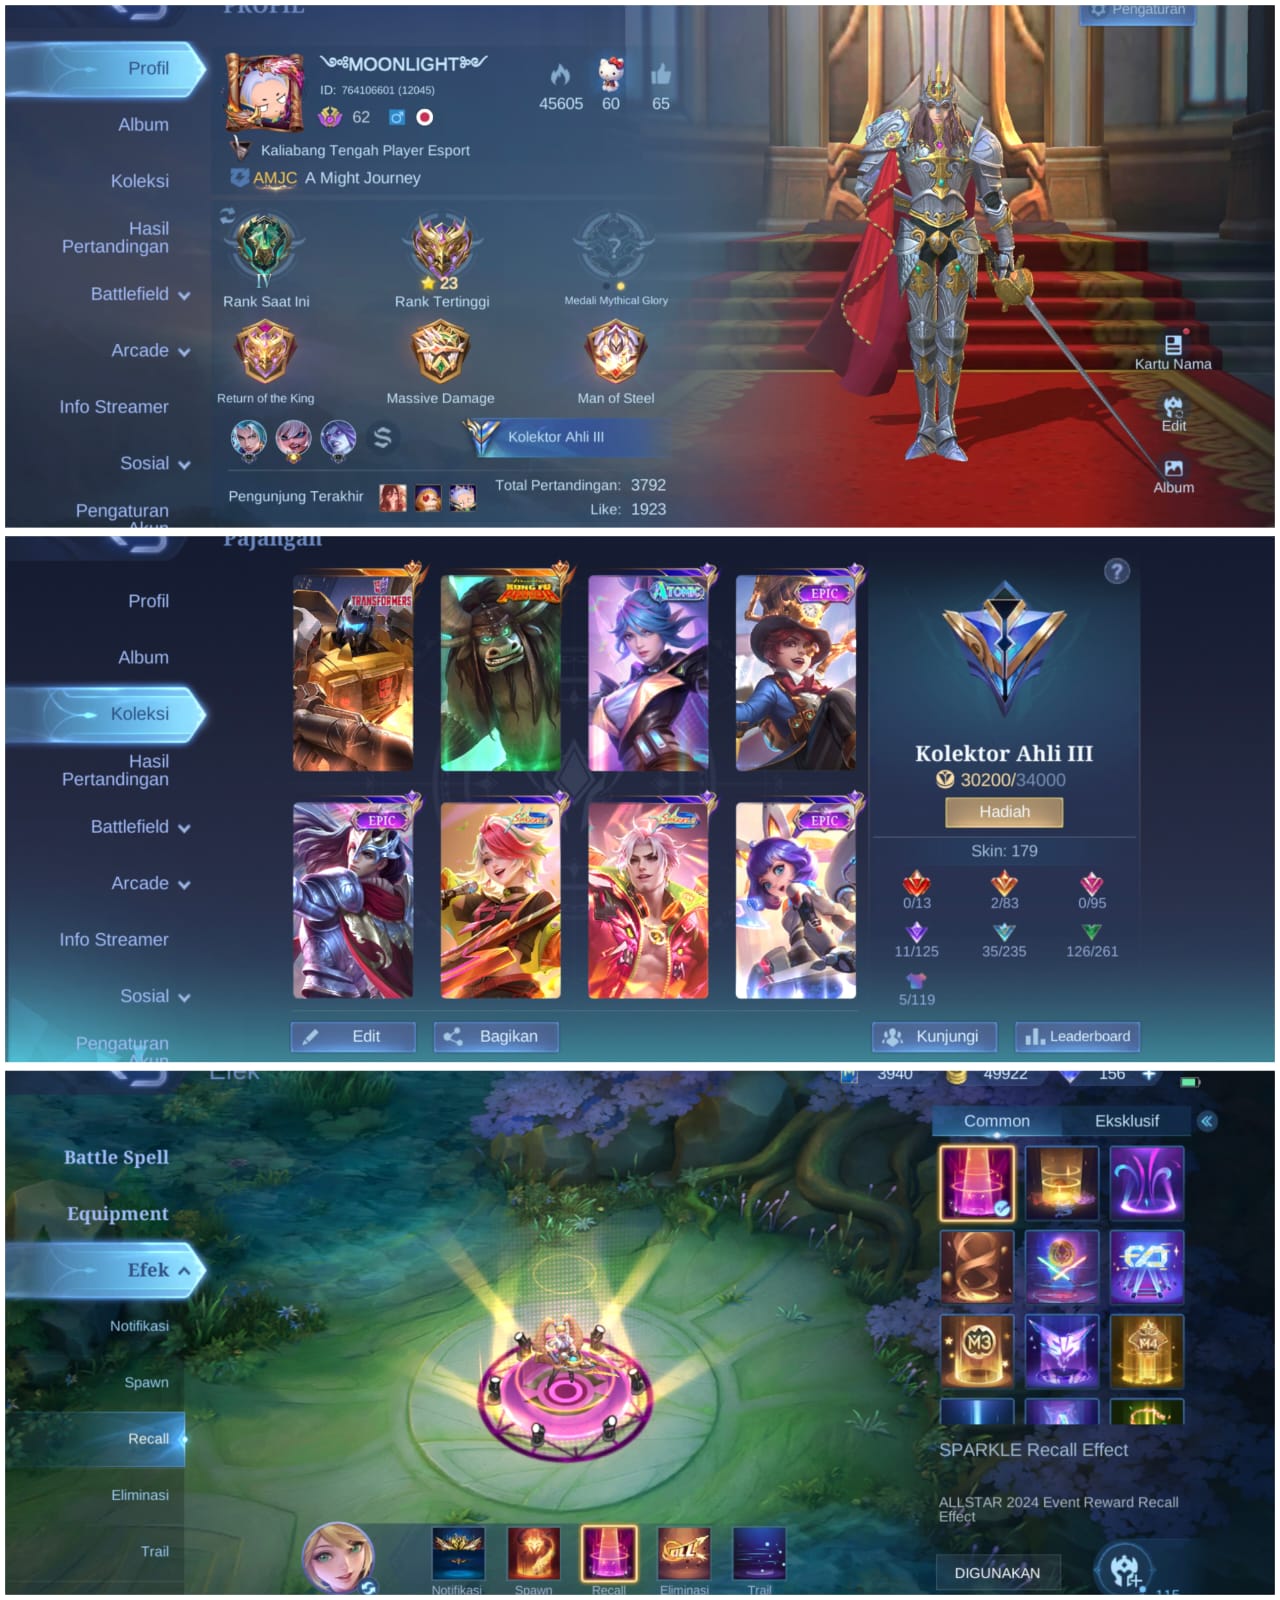 PROFIL
Pengaturan
Profil
Album
Koleksi
Hasil
Pertandingan
Battlefield
Arcade
Info Streamer
Sosial
Pengaturan
Akun
MOONLIGHT
ID: 764106601 (12045)
62
45605
60
65
Kaliabang Tengah Player Esport
AMJC A Might Journey
IV
Rank Saat Ini
23
Rank Tertinggi
Medali Mythical Glory
Return of the King
Massive Damage
Man of Steel
Kolektor Ahli III
Pengunjung Terakhir
Total Pertandingan: 3792
Like: 1923
Kartu Nama
Edit
Album
Pajangan
Profil
Album
Koleksi
Hasil
Pertandingan
Battlefield
Arcade
Info Streamer
Sosial
Pengaturan
Akun
TRANSFORMERS
KUNG FU
PANDA
ATOMIC
EPIC
EPIC
EPIC
Edit
Bagikan
?
Kolektor Ahli III
30200/34000
Hadiah
Skin: 179
0/13
2/83
0/95
11/125
35/235
126/261
5/119
Kunjungi
Leaderboard
Efek
3940
49922
156
Battle Spell
Equipment
Efek
Notifikasi
Spawn
Recall
Eliminasi
Trail
Common
Eksklusif
M3
M4
SPARKLE Recall Effect
ALLSTAR 2024 Event Reward Recall
Effect
DIGUNAKAN
115
Notifikasi
Spawn
Recall
Eliminasi
Trail